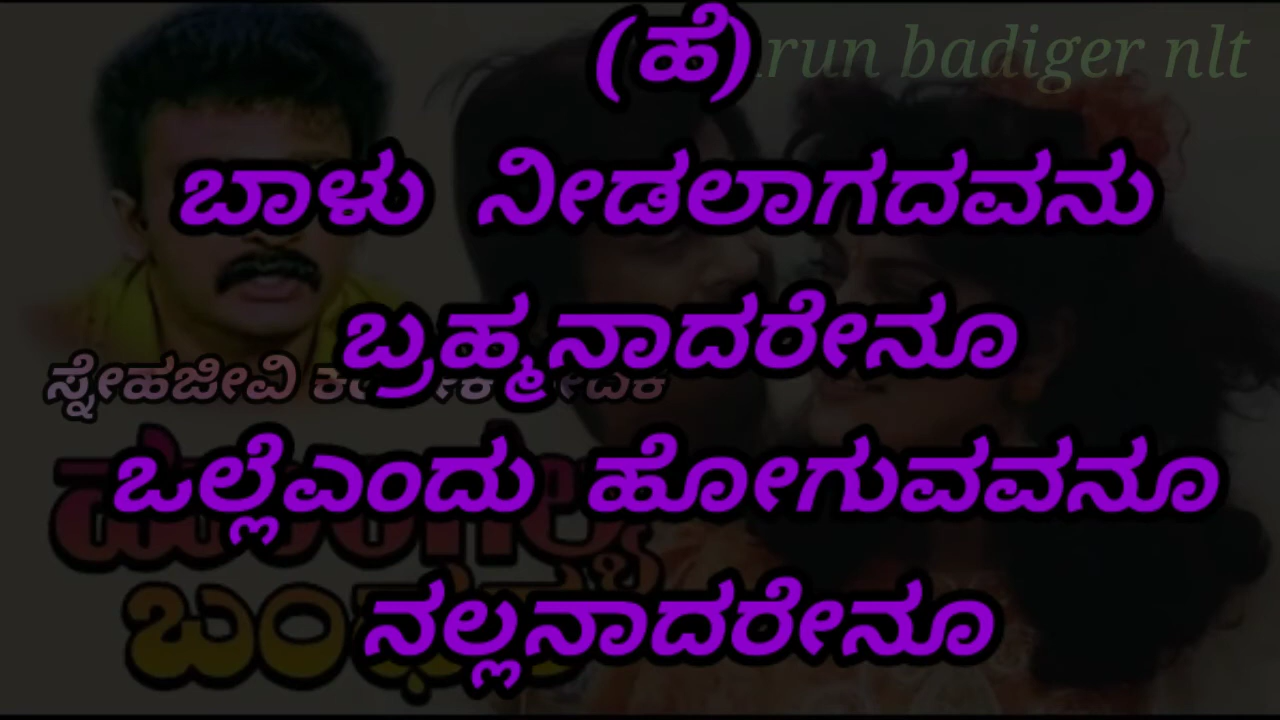 (ಹೆ)
run badiger nlt
ಬಾಳು ನೀಡಲಾಗದವನು
ಬ್ರಹ್ಮನಾದರೇನೂ
ಸ್ನೇಹಜೀವಿ
ಒಲ್ಲೆಎಂದು ಹೋಗುವವನೂ
ನಲ್ಲನಾದರೇನೂ